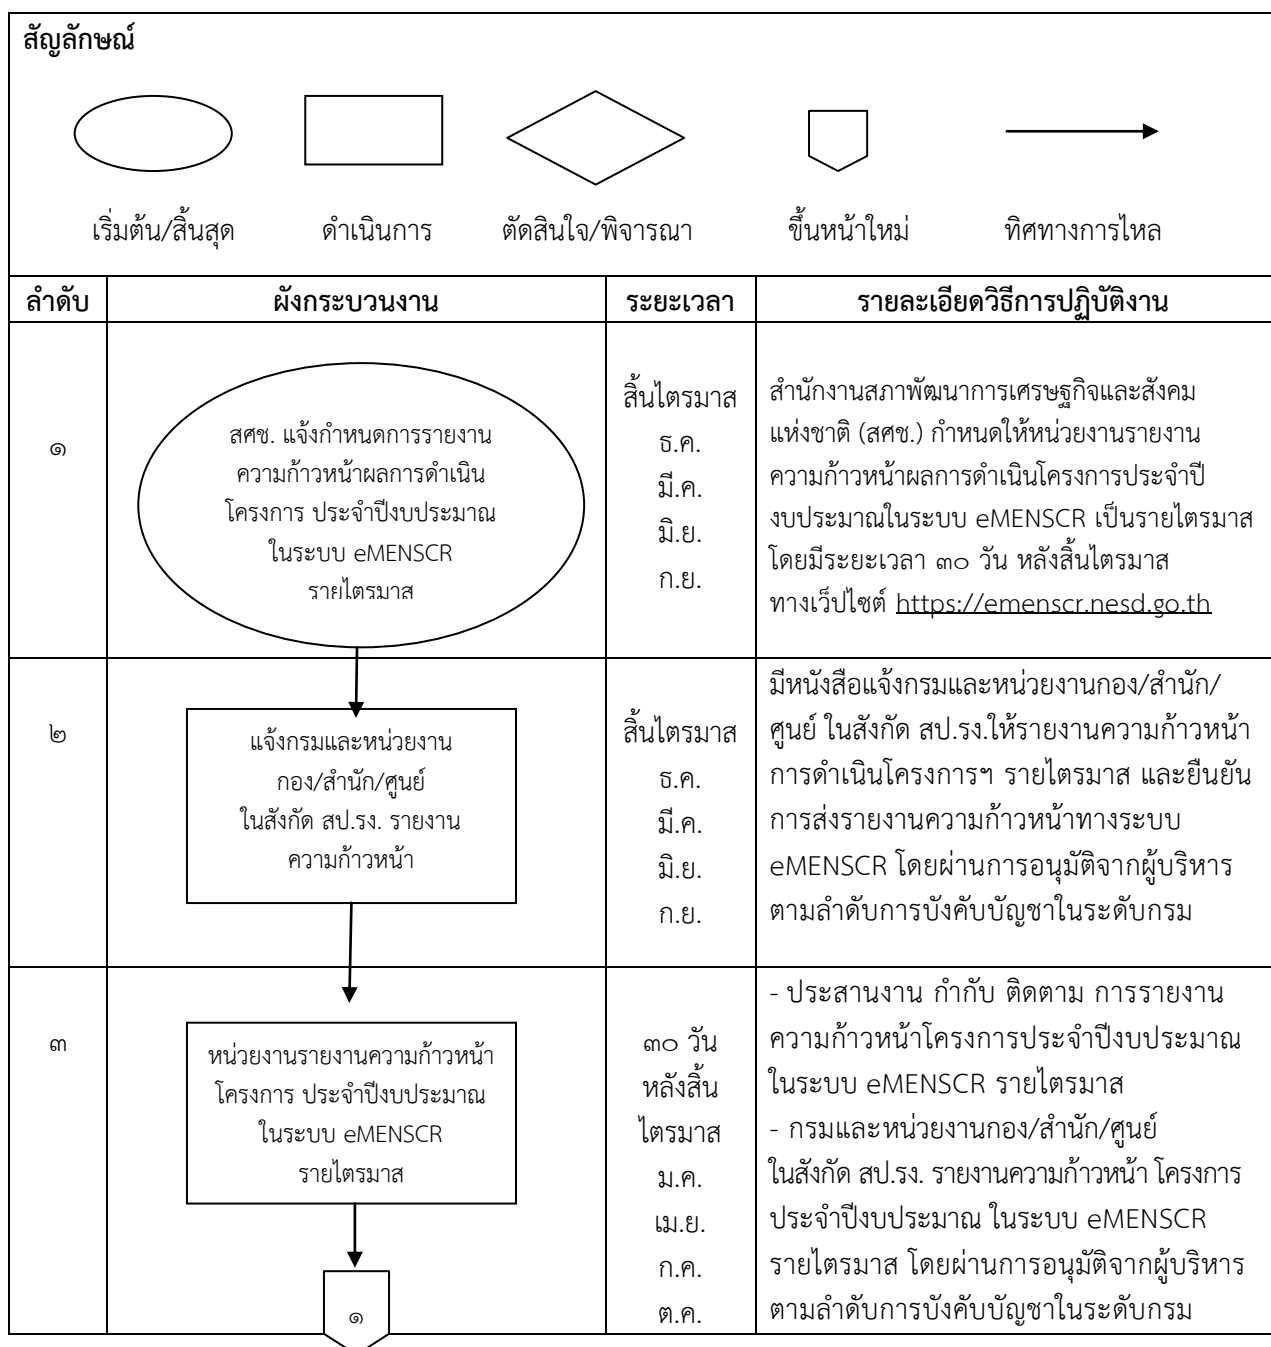 สัญลักษณ์
เริ่มต้น/สิ้นสุด ดำเนินการ ตัดสินใจ/พิจารณา ขึ้นหน้าใหม่ ทิศทางการไหล
ลำดับ ผังกระบวนงาน ระยะเวลา รายละเอียดวิธีการปฏิบัติงาน
๑
สศช. แจ้งกำหนดการรายงาน
ความก้าวหน้าผลการดำเนิน
โครงการ ประจำปีงบประมาณ
ในระบบ eMENSCR
รายไตรมาส
สิ้นไตรมาส
ธ.ค.
มี.ค.
มิ.ย.
ก.ย.
สำนักงานสภาพัฒนาการเศรษฐกิจและสังคม
แห่งชาติ (สศช.) กำหนดให้หน่วยงานรายงาน
ความก้าวหน้าผลการดำเนินโครงการประจำปี
งบประมาณในระบบ eMENSCR เป็นรายไตรมาส
โดยมีระยะเวลา ๓๐ วัน หลังสิ้นไตรมาส
ทางเว็ปไซต์ https://emenscr.nesd.go.th
๒
แจ้งกรมและหน่วยงาน
กอง/สำนัก/ศูนย์
ในสังกัด สป.รง. รายงาน
ความก้าวหน้า
สิ้นไตรมาส
ธ.ค.
มี.ค.
มิ.ย.
ก.ย.
มีหนังสือแจ้งกรมและหน่วยงานกอง/สำนัก/
ศูนย์ ในสังกัด สป.รง.ให้รายงานความก้าวหน้า
การดำเนินโครงการฯ รายไตรมาส และยืนยัน
การส่งรายงานความก้าวหน้าทางระบบ
eMENSCR โดยผ่านการอนุมัติจากผู้บริหาร
ตามลำดับการบังคับบัญชาในระดับกรม
๓
หน่วยงานรายงานความก้าวหน้า
โครงการ ประจำปีงบประมาณ
ในระบบ eMENSCR
รายไตรมาส
๑
๓๐ วัน
หลังสิ้น
ไตรมาส
ม.ค.
เม.ย.
ก.ค.
ต.ค.
- ประสานงาน กำกับ ติดตาม การรายงาน
ความก้าวหน้าโครงการประจำปีงบประมาณ
ในระบบ eMENSCR รายไตรมาส
- กรมและหน่วยงานกอง/สำนัก/ศูนย์
ในสังกัด สป.รง. รายงานความก้าวหน้า โครงการ
ประจำปีงบประมาณ ในระบบ eMENSCR
รายไตรมาส โดยผ่านการอนุมัติจากผู้บริหาร
ตามลำดับการบังคับบัญชาในระดับกรม